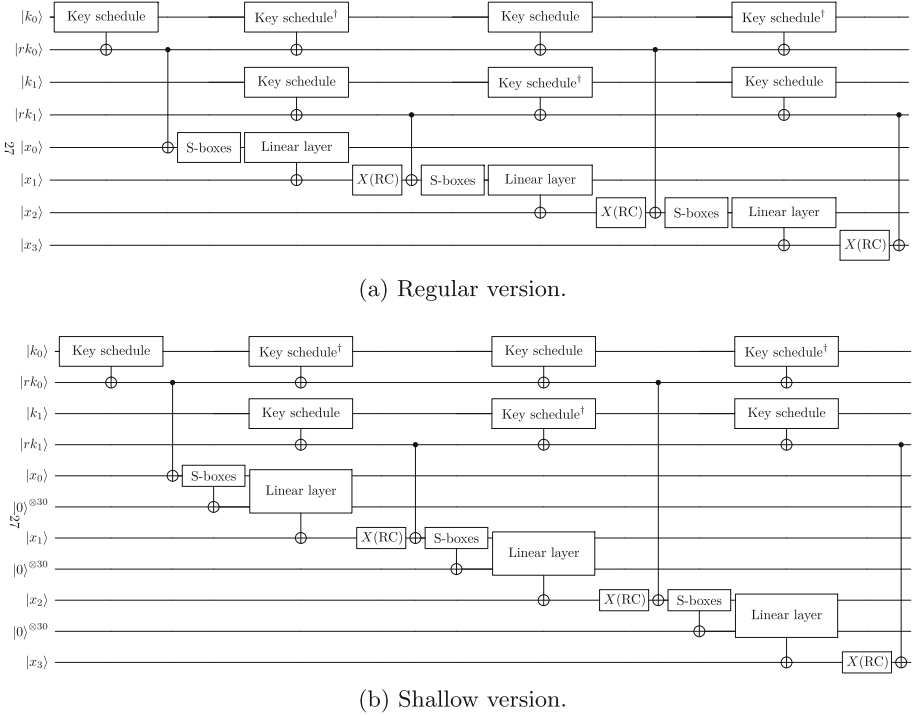 |k₀⟩ Key schedule Key schedule† Key schedule Key schedule†
|rk₀⟩
|k₁⟩ Key schedule Key schedule† Key schedule
|rk₁⟩
27
|x₀⟩ S-boxes Linear layer
|x₁⟩ X(RC) S-boxes Linear layer
|x₂⟩ X(RC) S-boxes Linear layer
|x₃⟩ X(RC)
(a) Regular version.
|k₀⟩ Key schedule Key schedule† Key schedule Key schedule†
|rk₀⟩
|k₁⟩ Key schedule Key schedule† Key schedule
|rk₁⟩
|x₀⟩ S-boxes Linear layer
|0⟩⊗30
27
|x₁⟩ X(RC) S-boxes Linear layer
|0⟩⊗30
|x₂⟩ X(RC) S-boxes Linear layer
|0⟩⊗30
|x₃⟩ X(RC)
(b) Shallow version.